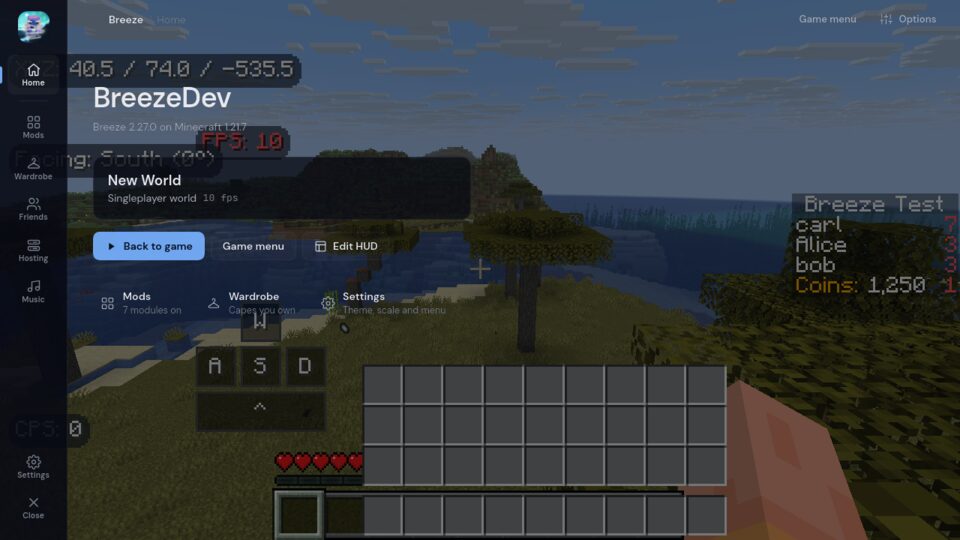 Breeze Home
Game menu Options
Home
XYZ: 40.5 / 74.0 / -535.5
BreezeDev
Breeze 2.27.0 on Minecraft 1.21.7
FPS: 10
Mods
Facing: South (0°)
Wardrobe
New World
Singleplayer world 10 fps
Friends
Breeze Test
carl 7
Alice 3
bob 3
Coins: 1,250 1
Back to game Game menu Edit HUD
Hosting
Music
Mods Wardrobe Settings
7 modules on Capes you own Theme, scale and menu
W
A S D
^
CPS: 0
Settings
Close